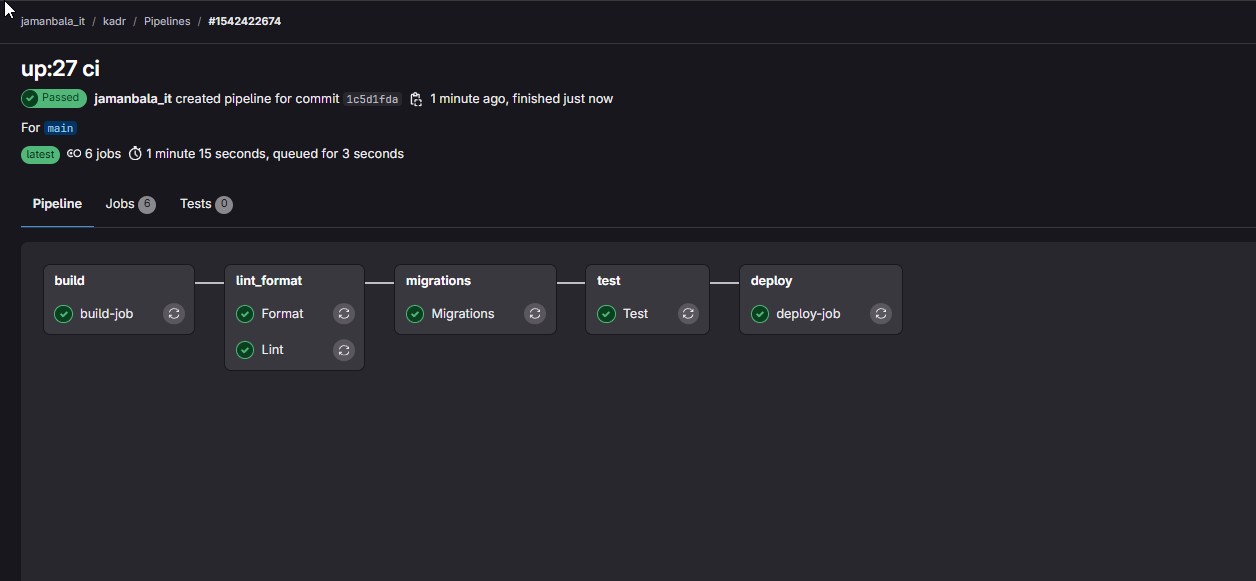 jamanbala_it / kadr / Pipelines / #1542422674
up:27 ci
Passed jamanbala_it created pipeline for commit 1c5d1fda 1 minute ago, finished just now
For main
latest 6 jobs 1 minute 15 seconds, queued for 3 seconds
Pipeline Jobs 6 Tests 0
build lint_format migrations test deploy
build-job Format Migrations Test deploy-job
Lint